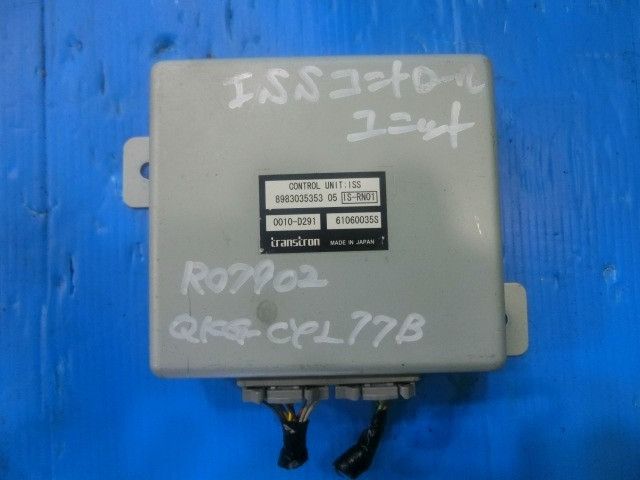 ISSコントロール
ユニット
CONTROL UNIT:ISS
8983035353 05 IS-RN01
0010-D291 61060035S
transtron MADE IN JAPAN
R07902
QKG-CYL77B